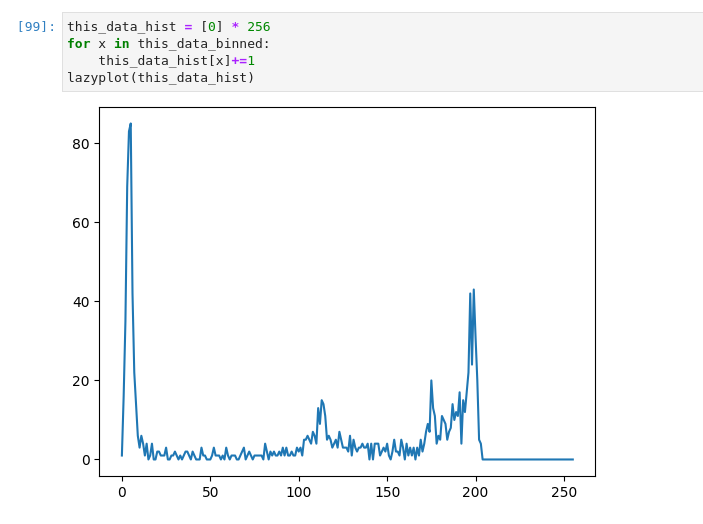 [99]: this_data_hist = [0] * 256
for x in this_data_binned:
    this_data_hist[x]+=1
lazyplot(this_data_hist)
80
60
40
20
0
0 50 100 150 200 250